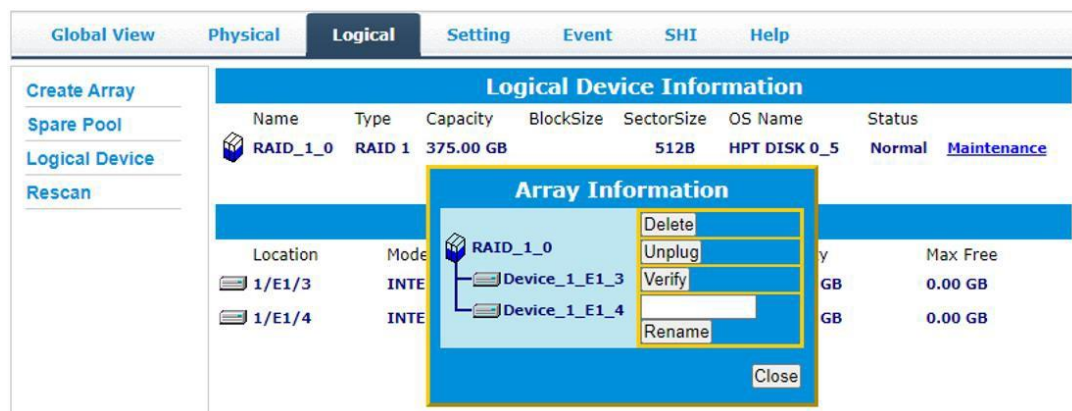 Global View Physical Logical Setting Event SHI Help
Create Array
Spare Pool
Logical Device
Rescan
Logical Device Information
Name Type Capacity BlockSize SectorSize OS Name Status
RAID_1_0 RAID 1 375.00 GB 512B HPT DISK 0_5 Normal Maintenance
Array Information
RAID_1_0
Device_1_E1_3
Device_1_E1_4
Delete
Unplug
Verify
Rename
Close
Location Mode y Max Free
1/E1/3 INTE GB 0.00 GB
1/E1/4 INTE GB 0.00 GB